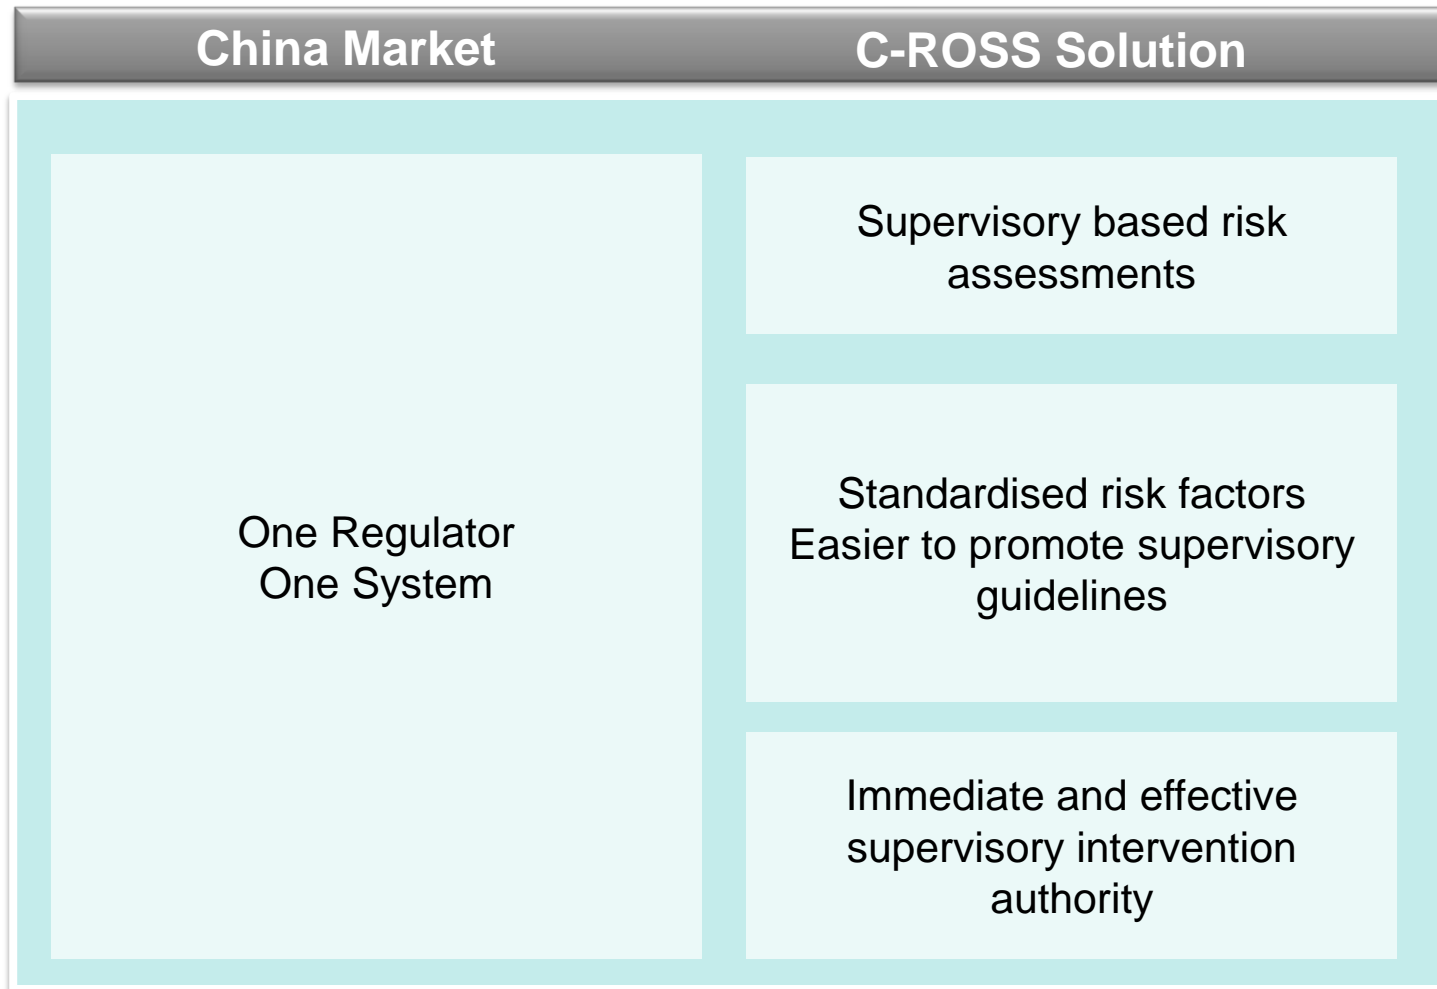 China Market
C-ROSS Solution
One Regulator
One System
Supervisory based risk
assessments
Standardised risk factors
Easier to promote supervisory
guidelines
Immediate and effective
supervisory intervention
authority